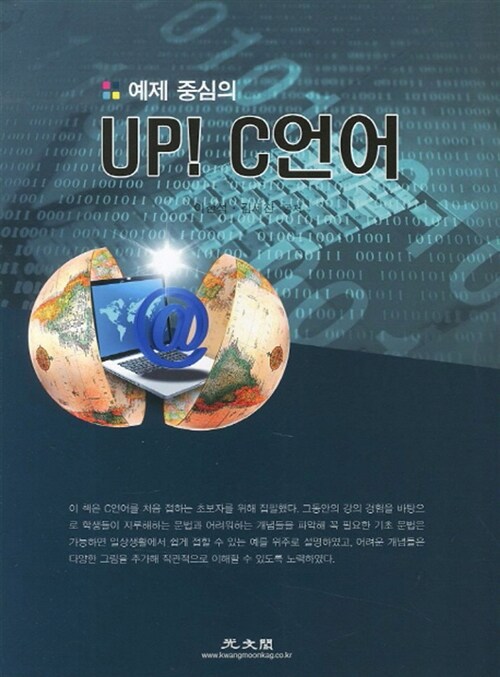 예제 중심의
UP! C언어
이 책은 C언어를 처음 접하는 초보자를 위해 집필했다. 그동안의 강의 경험을 바탕으
로 학생들이 지루해하는 문법과 어려워하는 개념들을 파악해 꼭 필요한 기초 문법은
가능하면 일상생활에서 쉽게 접할 수 있는 예를 위주로 설명하였고, 어려운 개념들은
다양한 그림을 추가해 직관적으로 이해할 수 있도록 노력하였다.
光文閣
www.kwangmoonkag.co.kr